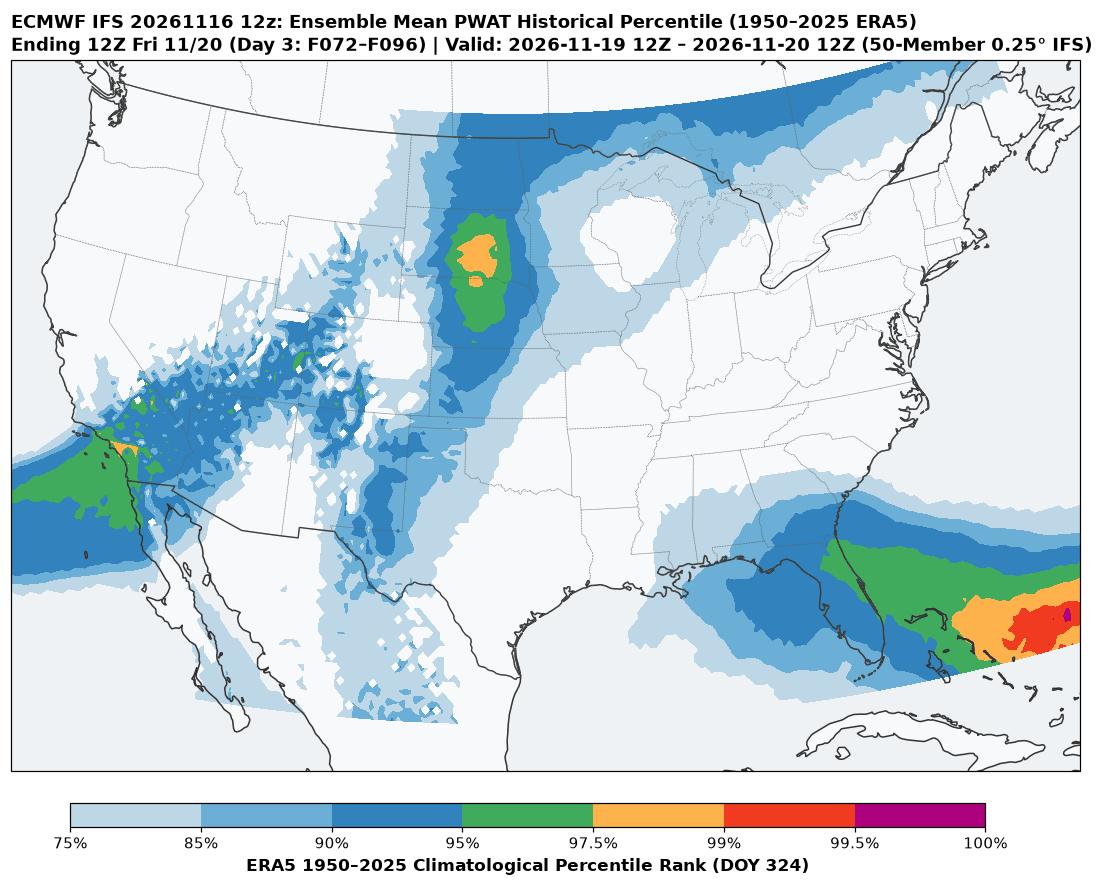 ECMWF IFS 20261116 12z: Ensemble Mean PWAT Historical Percentile (1950–2025 ERA5)
Ending 12Z Fri 11/20 (Day 3: F072–F096) | Valid: 2026-11-19 12Z – 2026-11-20 12Z (50-Member 0.25° IFS)
75% 85% 90% 95% 97.5% 99% 99.5% 100%
ERA5 1950–2025 Climatological Percentile Rank (DOY 324)